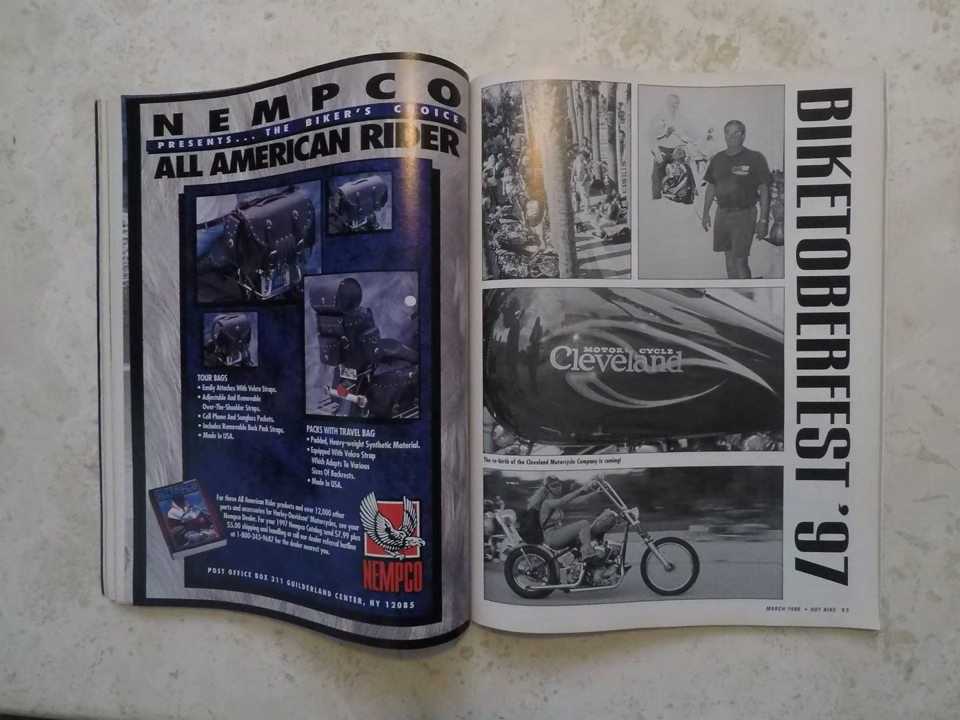 NEMPCO
PRESENTS... THE BIKER'S CHOICE
ALL AMERICAN RIDER
TOUR BAGS
• Easily Attaches With Velcro Straps.
• Adjustable And Removable
Over-The-Shoulder Straps.
• Cell Phone And Sunglass Pockets.
• Includes Removable Back Pack Straps.
• Made in USA.
PACKS WITH TRAVEL BAG
• Padded, Heavy-weight Synthetic Material.
• Equipped With Velcro Strap
Which Adapts To Various
Sizes Of Backrests.
• Made In USA.
NEMPCO
For these All American Rider products and over 12,000 other
parts and accessories for Harley-Davidson Motorcycles, see your
Nempco Dealer. For your 1997 Nempco Catalog send $7.99 plus
$5.00 shipping and handling or call our dealer referral hotline
at 1-800-343-9687 for the dealer nearest you.
NEMPCO
POST OFFICE BOX 311 GUILDERLAND CENTER, NY 12085
BIKETOBERFEST '97
MOTOR CYCLE
Cleveland
The re-birth of the Cleveland Motorcycle Company is coming!
MARCH 1998 • HOT BIKE 93